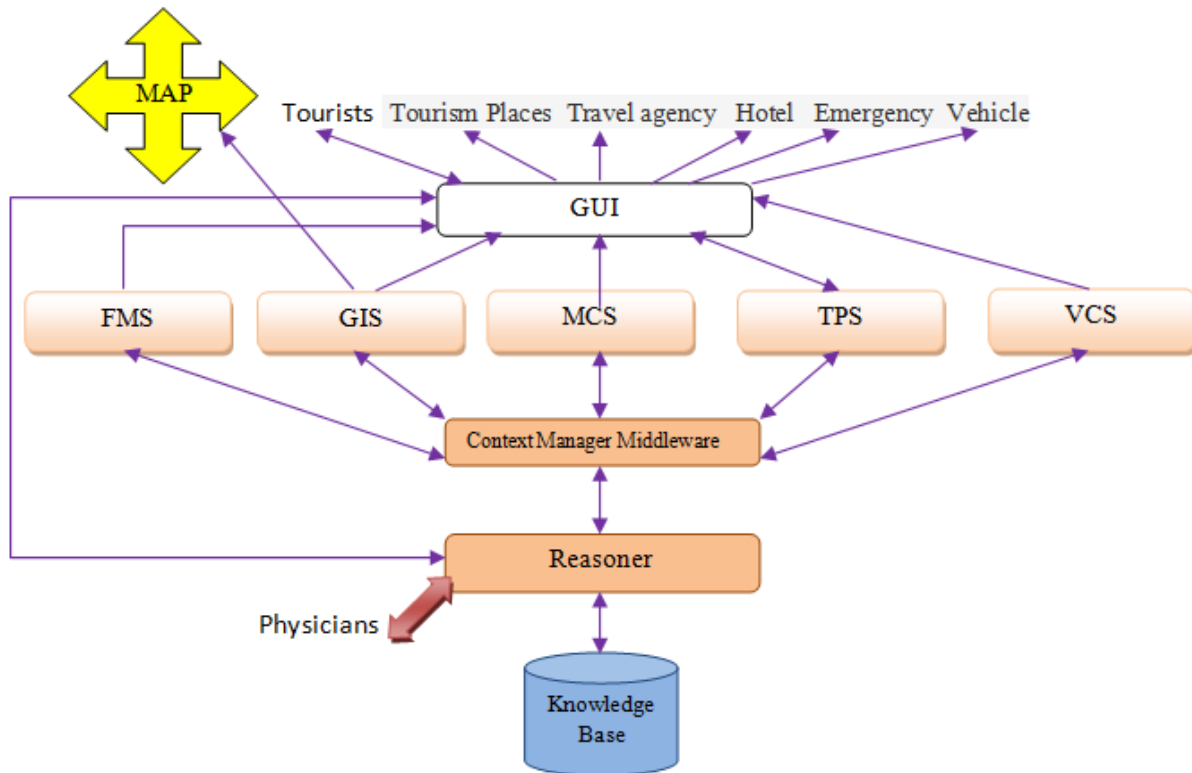 MAP
Tourists Tourism Places Travel agency Hotel Emergency Vehicle
GUI
FMS GIS MCS TPS VCS
Context Manager Middleware
Reasoner
Physicians
Knowledge
Base